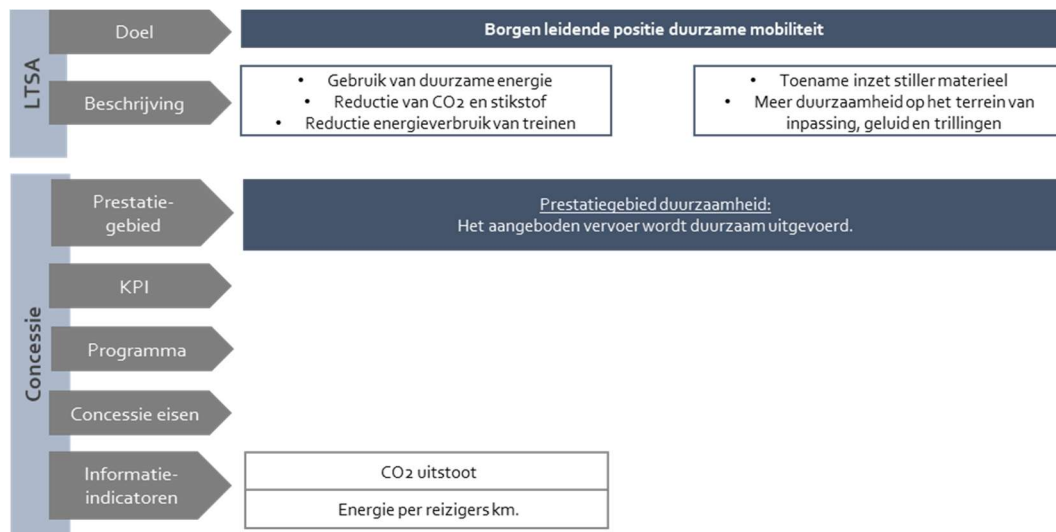 LTSA
Doel
Borgen leidende positie duurzame mobiliteit
Beschrijving
• Gebruik van duurzame energie
• Reductie van CO2 en stikstof
• Reductie energieverbruik van treinen
• Toename inzet stiller materieel
• Meer duurzaamheid op het terrein van
inpassing, geluid en trillingen
Concessie
Prestatie-
gebied
Prestatiegebied duurzaamheid:
Het aangeboden vervoer wordt duurzaam uitgevoerd.
KPI
Programma
Concessie eisen
Informatie-
indicatoren
CO2 uitstoot
Energie per reizigers km.